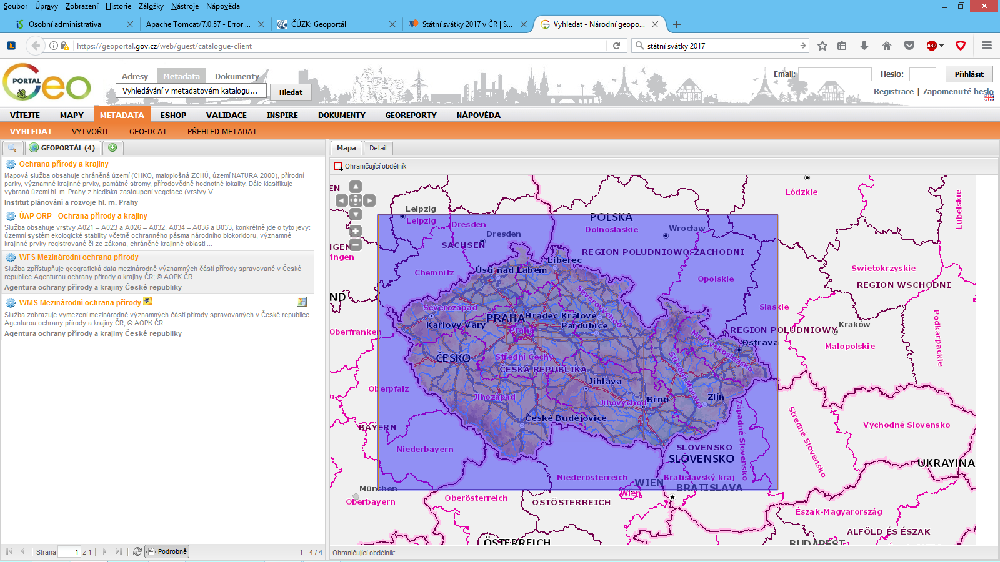 Soubor Úpravy Zobrazení Historie Záložky Nástroje Nápověda
Osobní administrativa
Apache Tomcat/7.0.57 - Error ...
ČÚZK: Geoportál
Státní svátky 2017 v ČR | S...
Vyhledat - Národní geopo...
https://geoportal.gov.cz/web/guest/catalogue-client
státní svátky 2017
ABP
PORTAL
Geo
Adresy Metadata Dokumenty
Vyhledávání v metadatovém katalogu...
Hledat
Email: Heslo: Přihlásit
Registrace | Zapomenuté heslo
VÍTEJTE MAPY METADATA ESHOP VALIDACE INSPIRE DOKUMENTY GEOREPORTY NÁPOVĚDA
VYHLEDAT VYTVOŘIT GEO-DCAT PŘEHLED METADAT
GEOPORTÁL (4)
Ochrana přírody a krajiny
Mapová služba obsahuje chráněná území (CHKO, maloplošná ZCHÚ, území NATURA 2000), přírodní
parky, významné krajinné prvky, památné stromy, přírodovědně hodnotné lokality. Dále klasifikuje
vybraná území hl. m. Prahy z hlediska zastoupení vegetace (vrstvy V ...
Institut plánování a rozvoje hl. m. Prahy
ÚAP ORP - Ochrana přírody a krajiny
Služba obsahuje vrstvy A021 – A023 a A026 – A032, A034 – A036 a B033, konkrétně jde o tyto jevy:
územní systém ekologické stability včetně ochranného pásma národního biokoridoru, významné
krajinné prvky registrované či ze zákona, chráněné krajinné oblasti ...
WFS Mezinárodní ochrana přírody
Služba zpřístupňuje geografická data mezinárodně významných částí přírody spravované v České
republice Agenturou ochrany přírody a krajiny ČR; © AOPK ČR ...
Agentura ochrany přírody a krajiny České republiky
WMS Mezinárodní ochrana přírody
Služba zobrazuje vymezení mezinárodně významných částí přírody spravovaných v České republice
Agenturou ochrany přírody a krajiny ČR; © AOPK ČR ...
Agentura ochrany přírody a krajiny České republiky
Strana 1 z 1
Podrobně
1 - 4 / 4
Mapa Detail
Ohraničující obdélník
EN
Lódzkie
Lubelskie
Leipzig
Leipzig
Dresden
Dresden
SACHSEN
POLSKA
Dolnoslaskie
Wrocław
REGION POLUDNIOWO-ZACHODNI
IGEN
ringen
Liberec
Chemnitz
Ústí nad Labem
Opolskie
Swietokrzyskie
REGION WSCHODNI
ND
Severozápad
Severovýchod
Slaskie
Karlovy Vary
PRAHA
Praha
Hradec Králové
Pardubice
Oberfranken
REGION POLUDNIOWY
Kraków
Malopolskie
Podkarpackie
Moravskoslezsko
Ostrava
ČESKO
Střední Čechy
ČESKÁ REPUBLIKA
Střední Morava
Oberpfalz
Jihozápad
Jihlava
Jihovýchod
Brno
Zlín
České Budějovice
Západné Slovensko
Stredné Slovensko
Východné Slovensko
BAYERN
Niederbayern
SLOVENSKO
SLOVENSKO
UKRAYINA
Niederösterreich
WIEN
Wien
Bratislavský kraj
BRATISLAVA
München
Oberbayern
Oberösterreich
OSTÖSTERREICH
Észak-Magyarország
ALFÖLD ÉS ÉSZAK
ÖSTERREICH
BUDAPEST
Ohraničující obdélník: